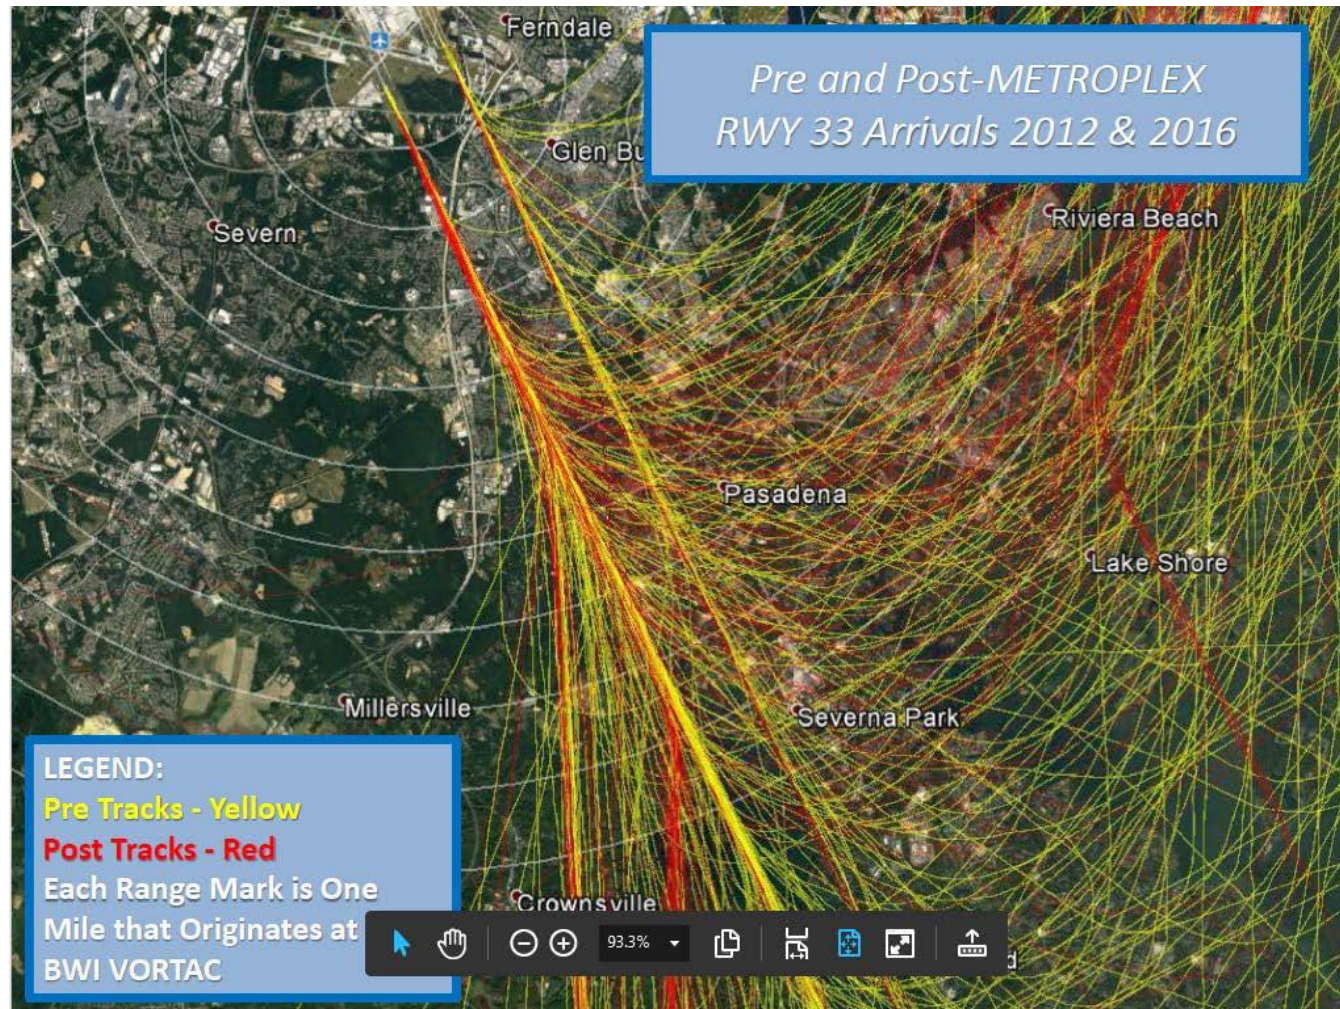 Ferndale
Pre and Post-METROPLEX
RWY 33 Arrivals 2012 & 2016
Glen Bu
Severn
Riviera Beach
Pasadena
Lake Shore
Millersville
Severna Park
LEGEND:
Pre Tracks - Yellow
Post Tracks - Red
Each Range Mark is One
Mile that Originates at
BWI VORTAC
Crownsville
93.3%
d